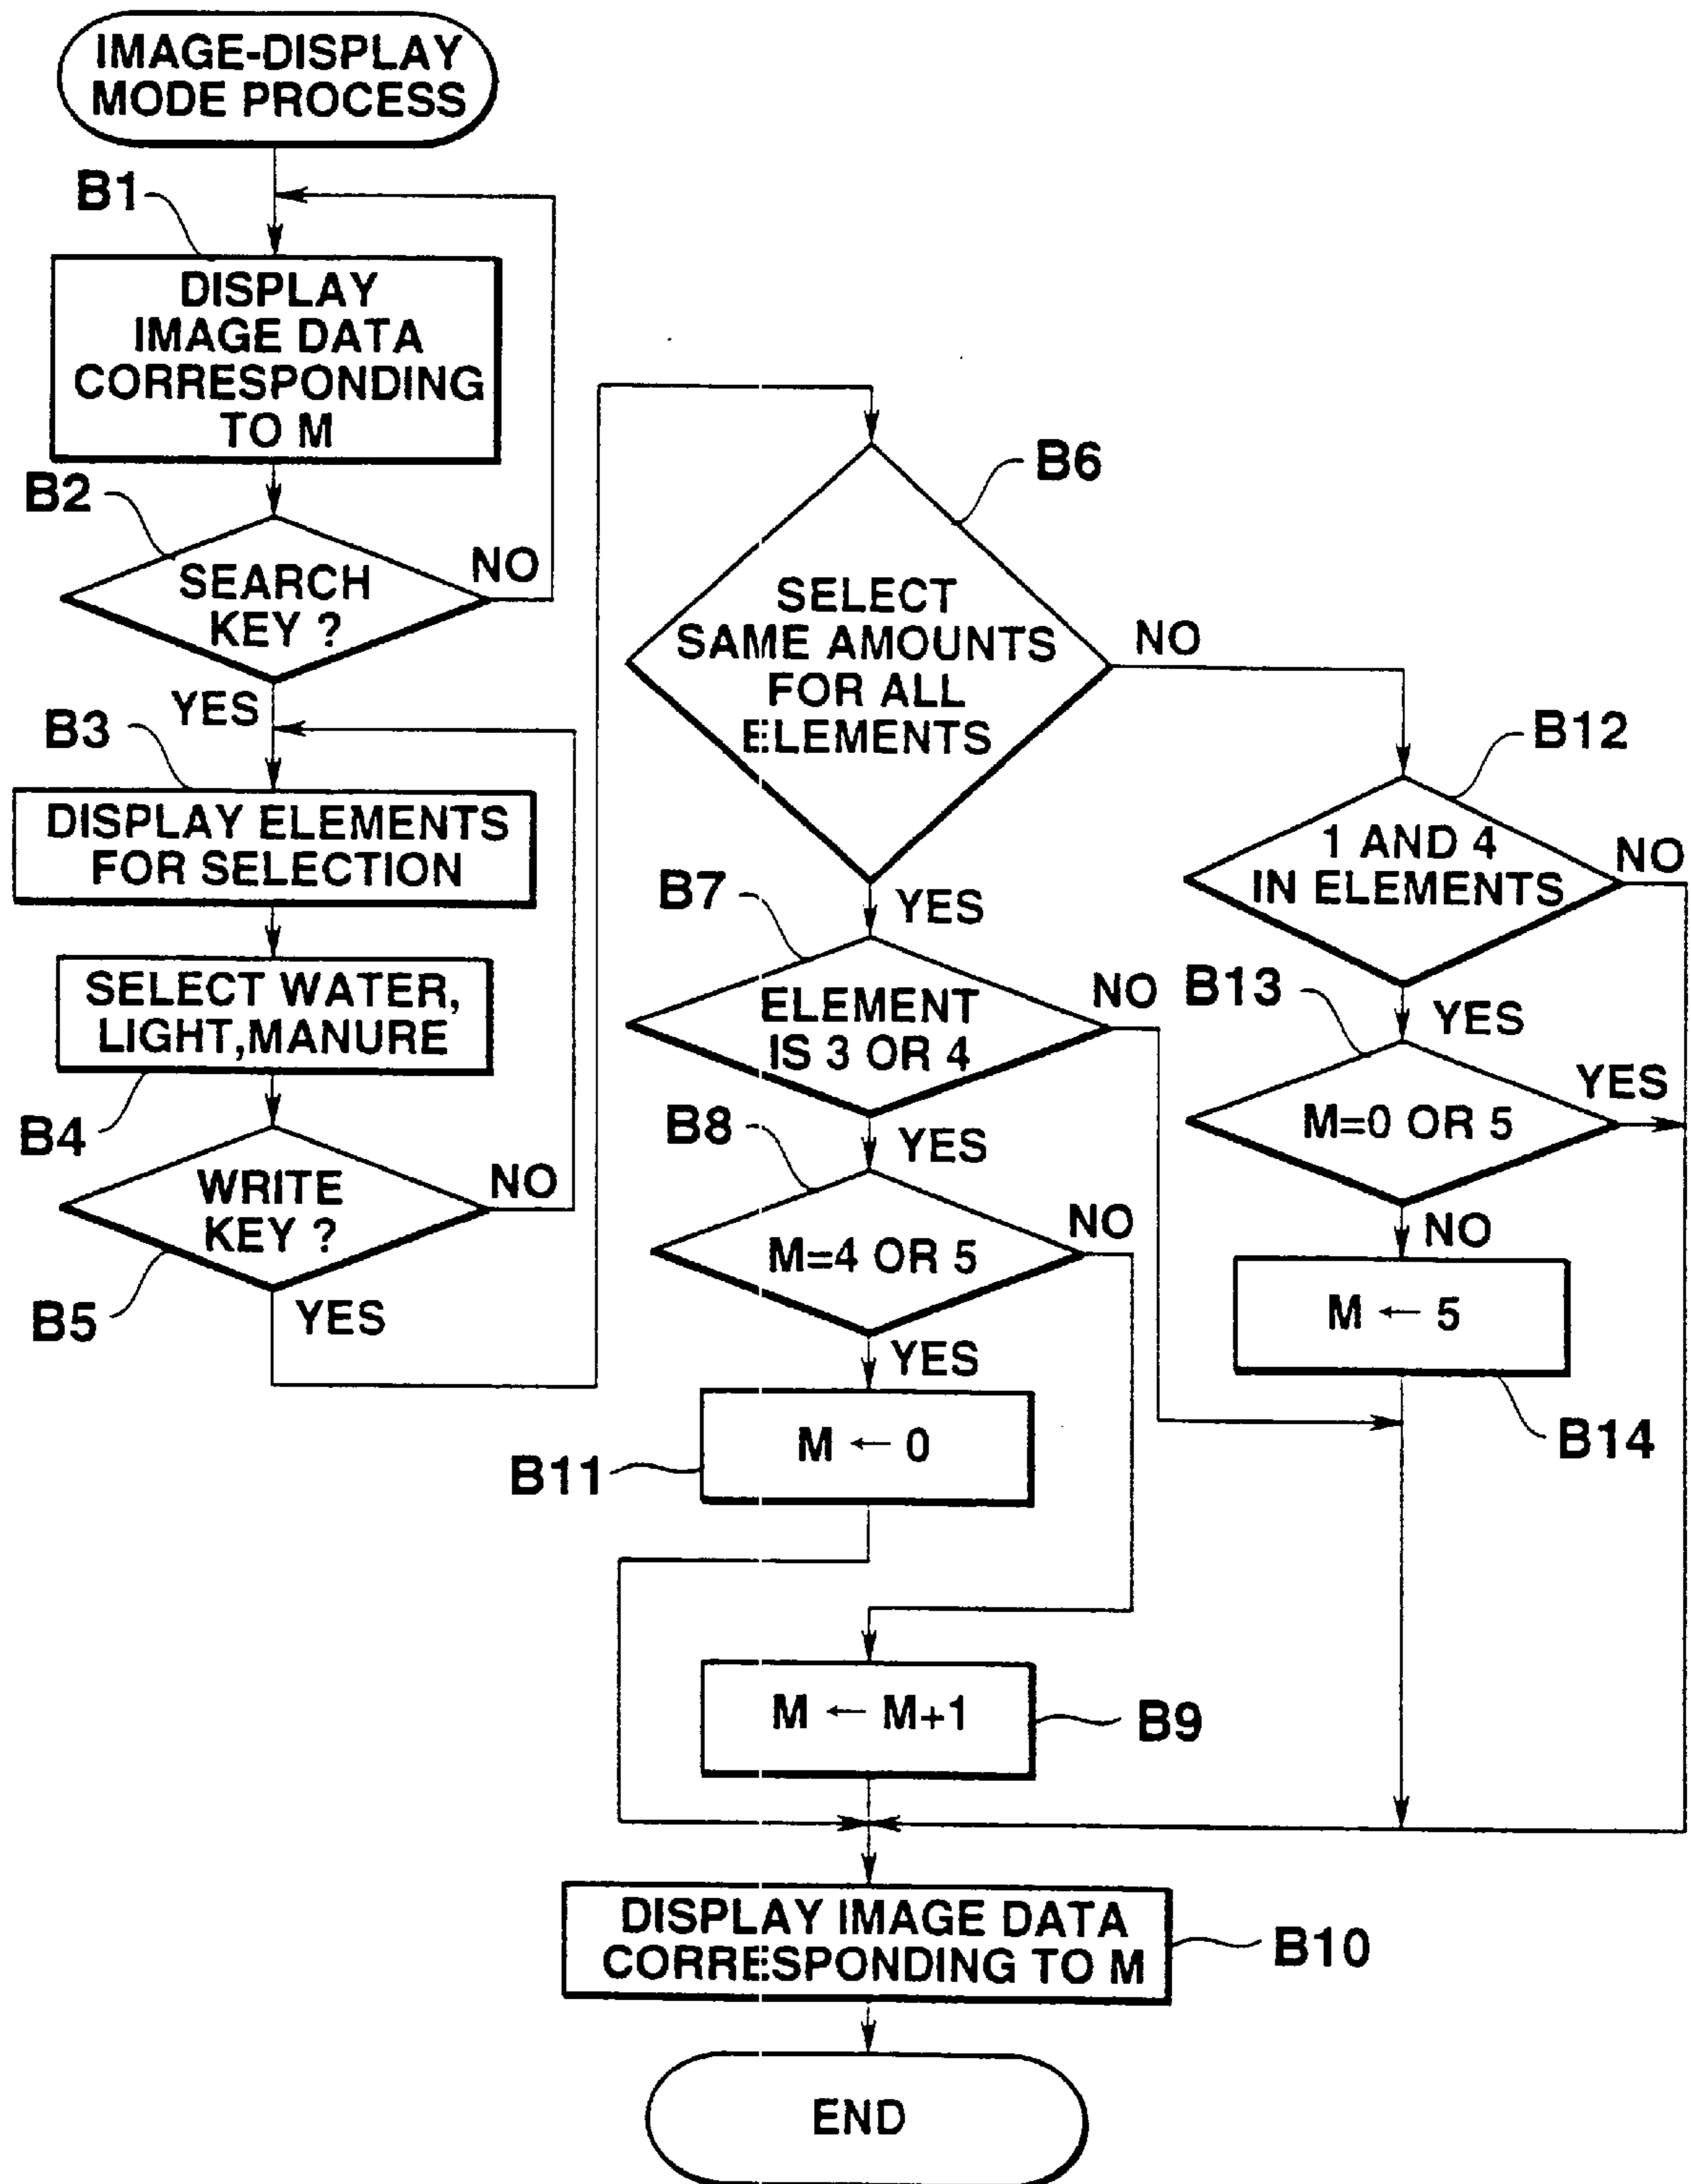 IMAGE-DISPLAY
MODE PROCESS
B1
DISPLAY
IMAGE DATA
CORRESPONDING
TO M
B2
SEARCH
KEY ?
NO
YES
B3
DISPLAY ELEMENTS
FOR SELECTION
SELECT WATER,
LIGHT,MANURE
B4
WRITE
KEY ?
NO
B5
YES
B6
SELECT
SAME AMOUNTS
FOR ALL
ELEMENTS
NO
YES
B7
ELEMENT
IS 3 OR 4
NO
YES
B8
M=4 OR 5
NO
YES
M ← 0
B11
M ← M+1
B9
B12
1 AND 4
IN ELEMENTS
NO
YES
B13
M=0 OR 5
YES
NO
M ← 5
B14
DISPLAY IMAGE DATA
CORRESPONDING TO M
B10
END